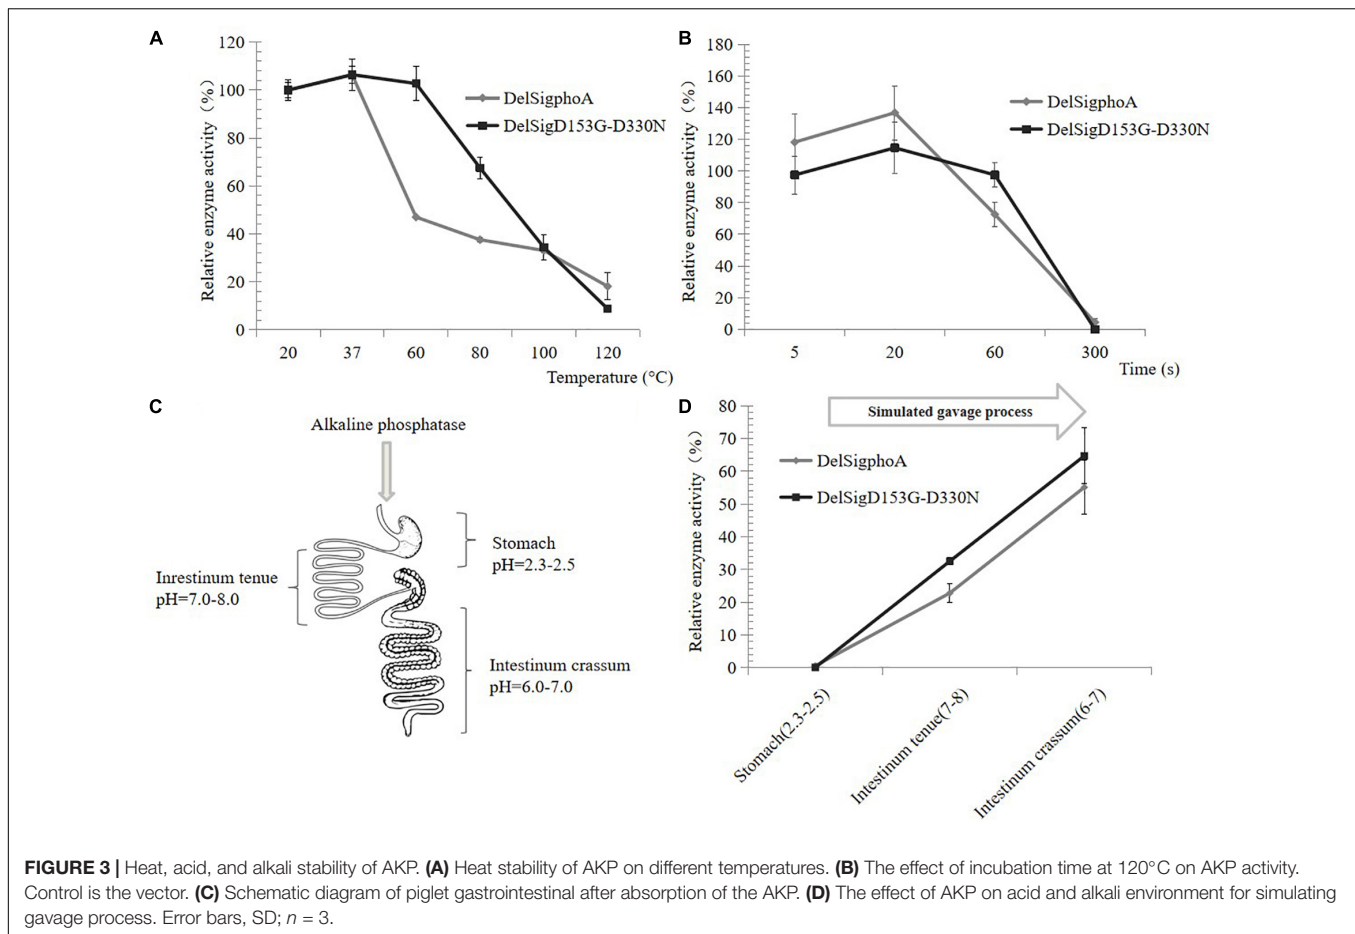 A
120
100
80
60
40
20
0
Relative enzyme activity (%)
DelSigphoA
DelSigD153G-D330N
20 37 60 80 100 120
Temperature (°C)
B
180
160
140
120
100
80
60
40
20
0
Relative enzyme activity (%)
DelSigphoA
DelSigD153G-D330N
5 20 60 300
Time (s)
C
Alkaline phosphatase
Stomach
pH=2.3-2.5
Inrestinum tenue
pH=7.0-8.0
Intestinum crassum
pH=6.0-7.0
D
80
70
60
50
40
30
20
10
0
Relative enzyme activity (%)
Simulated gavage process
DelSigphoA
DelSigD153G-D330N
Stomach(2.3-2.5)
Intestinum tenue(7-8)
Intestinum crassum(6-7)
FIGURE 3 | Heat, acid, and alkali stability of AKP. (A) Heat stability of AKP on different temperatures. (B) The effect of incubation time at 120°C on AKP activity.
Control is the vector. (C) Schematic diagram of piglet gastrointestinal after absorption of the AKP. (D) The effect of AKP on acid and alkali environment for simulating
gavage process. Error bars, SD; n = 3.